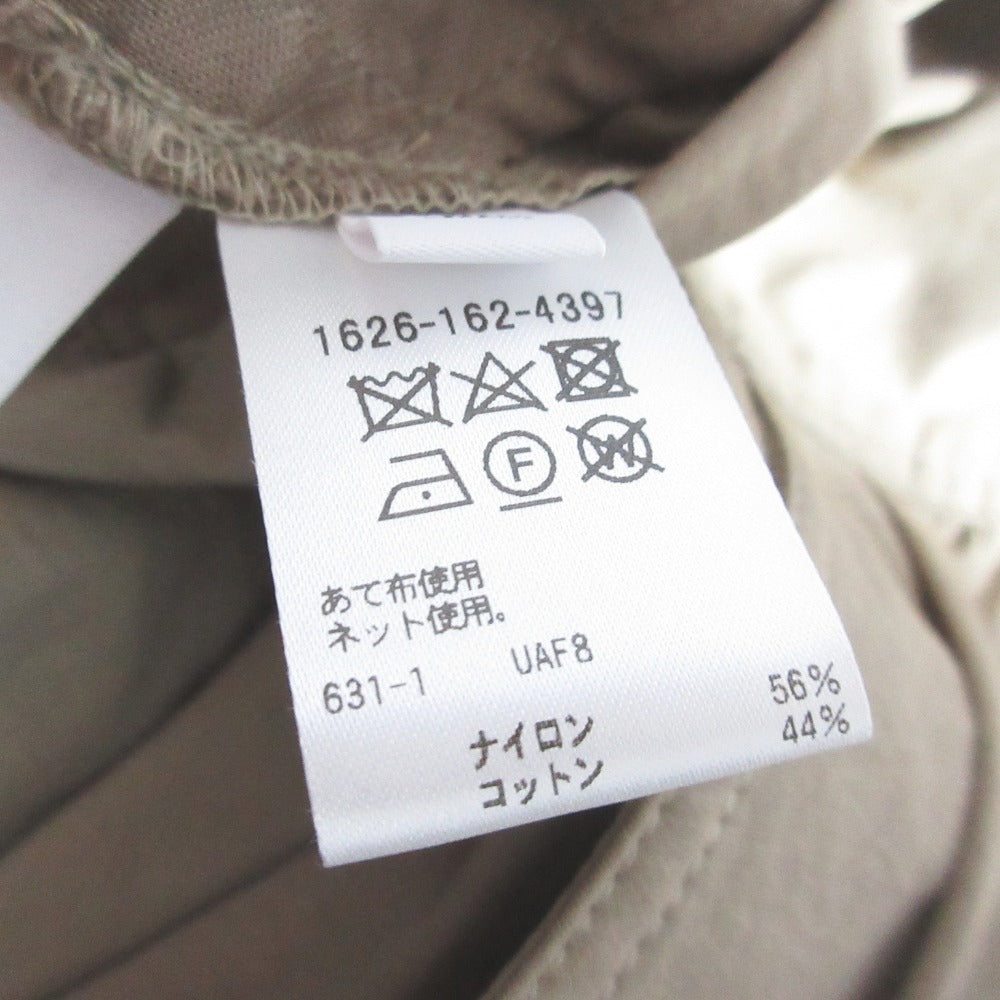 1626-162-4397
F W
あて布使用
ネット使用。
631-1 UAF8
ナイロン 56%
コットン 44%